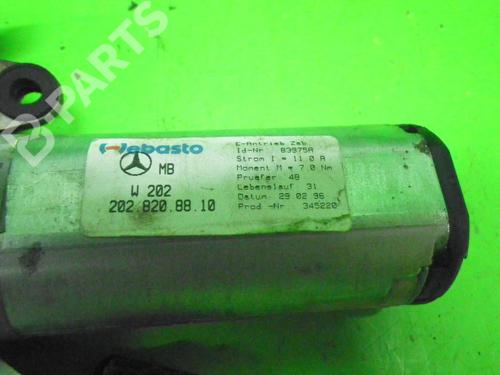 B-PARTS
Webasto
MB
W 202
202.820.88.10
E-Antrieb Zsb.
Id-Nr. 83975A
Strom I = 11.0 A
Moment M = 7.0 Nm
Pruefer 48
Lebenslauf 31
Datum 29.02.96
Prod.-Nr. 345220